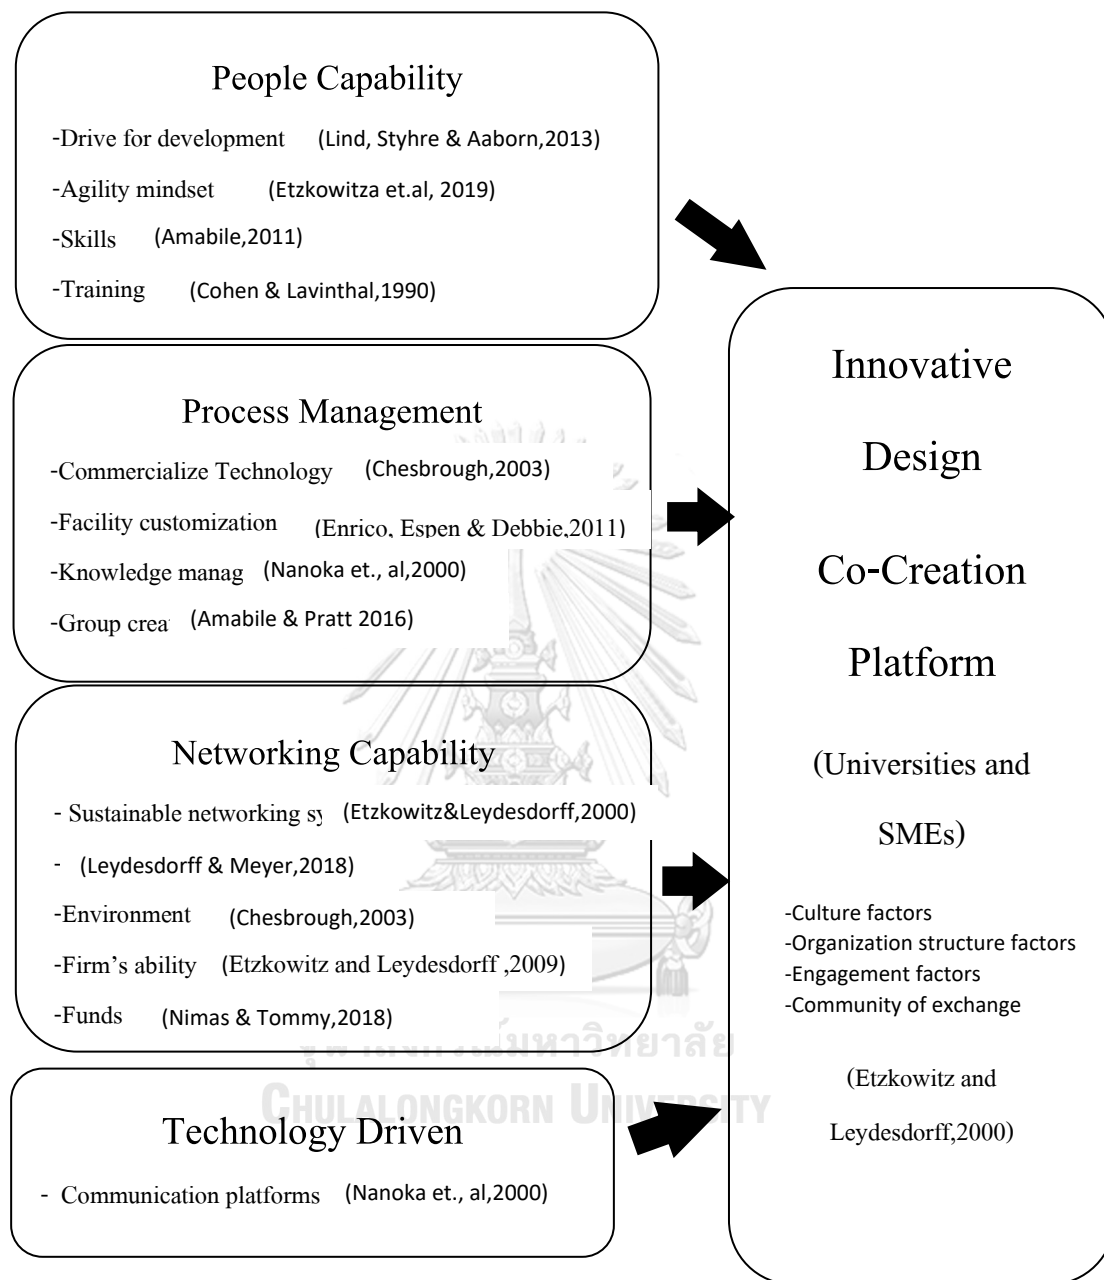 People Capability
-Drive for development (Lind, Styhre & Aaborn,2013)
-Agility mindset (Etzkowitza et.al, 2019)
-Skills (Amabile,2011)
-Training (Cohen & Lavinthal,1990)
Process Management
-Commercialize Technology (Chesbrough,2003)
-Facility customization (Enrico, Espen & Debbie,2011)
-Knowledge manag (Nanoka et., al,2000)
-Group crea (Amabile & Pratt 2016)
Networking Capability
- Sustainable networking sy (Etzkowitz&Leydesdorff,2000)
- (Leydesdorff & Meyer,2018)
-Environment (Chesbrough,2003)
-Firm's ability (Etzkowitz and Leydesdorff ,2009)
-Funds (Nimas & Tommy,2018)
Technology Driven
- Communication platforms (Nanoka et., al,2000)
Innovative
Design
Co-Creation
Platform
(Universities and
SMEs)
-Culture factors
-Organization structure factors
-Engagement factors
-Community of exchange
(Etzkowitz and
Leydesdorff,2000)
CHULALONGKORN UNIVERSITY